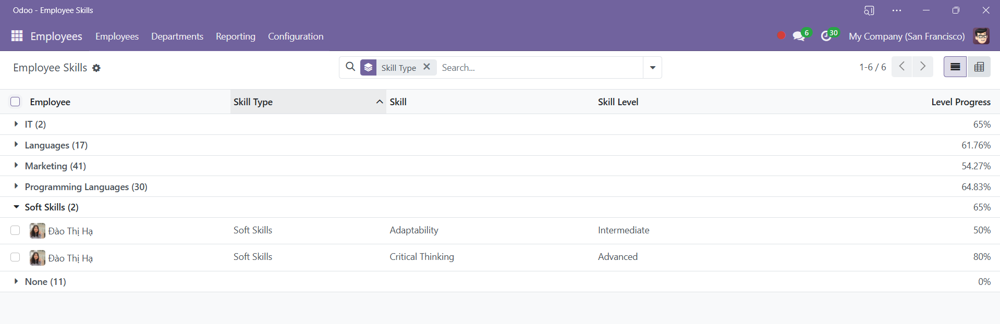 Odoo - Employee Skills
Employees Employees Departments Reporting Configuration 6 30 My Company (San Francisco)
Employee Skills Skill Type Search... 1-6 / 6
Employee Skill Type Skill Skill Level Level Progress
IT (2) 65%
Languages (17) 61.76%
Marketing (41) 54.27%
Programming Languages (30) 64.83%
Soft Skills (2) 65%
Đào Thị Hạ Soft Skills Adaptability Intermediate 50%
Đào Thị Hạ Soft Skills Critical Thinking Advanced 80%
None (11) 0%